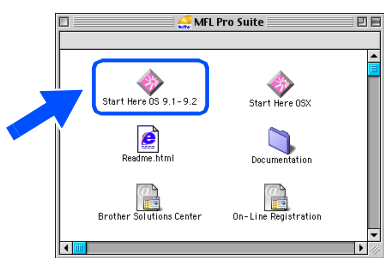 MFL Pro Suite
Start Here OS 9.1-9.2
Start Here OSX
Readme.html
Documentation
Brother Solutions Center
On-Line Registration